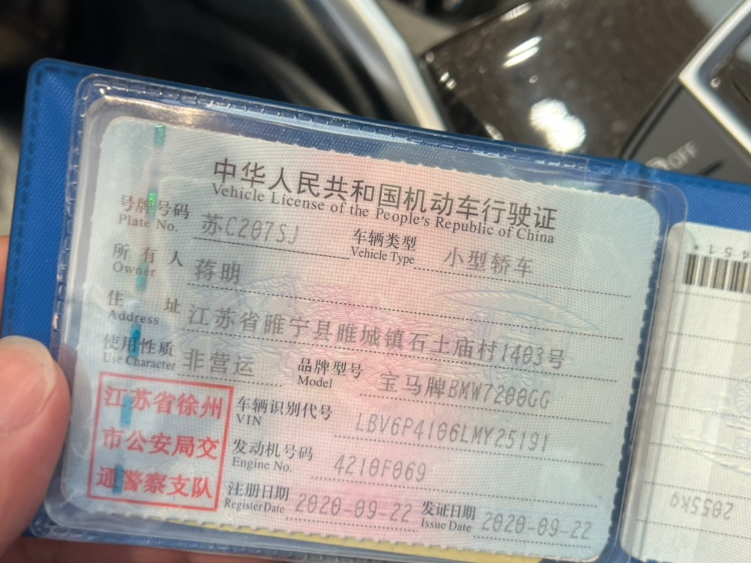 中华人民共和国机动车行驶证
Vehicle License of the People's Republic of China
号牌号码 苏C207SJ 车辆类型 小型轿车
Plate No. Vehicle Type
所有人 蒋明
Owner
住址 江苏省睢宁县睢城镇石土庙村1403号
Address
使用性质 非营运 品牌型号 宝马牌BMW7200GG
Use Character Model
江苏省徐州
市公安局交
通警察支队
车辆识别代号 LBV6P4106LMY25191
VIN
发动机号码 4210F069
Engine No.
注册日期 2020-09-22 发证日期 2020-09-22
Register Date Issue Date
OFF
2055kg